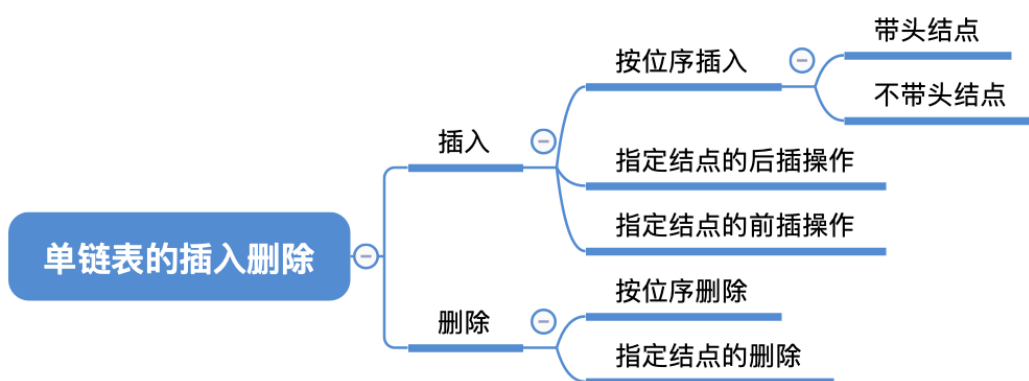 单链表的插入删除
插入
按位序插入
带头结点
不带头结点
指定结点的后插操作
指定结点的前插操作
删除
按位序删除
指定结点的删除